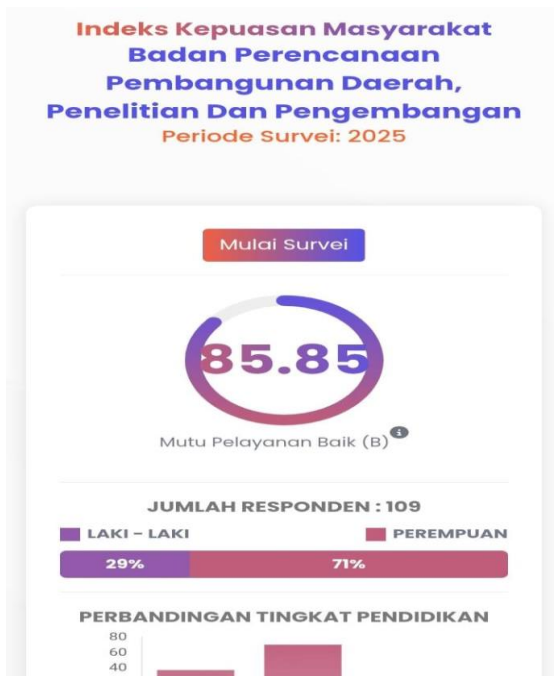 Indeks Kepuasan Masyarakat
Badan Perencanaan
Pembangunan Daerah,
Penelitian Dan Pengembangan
Periode Survei: 2025
Mulai Survei
85.85
Mutu Pelayanan Baik (B)
JUMLAH RESPONDEN : 109
LAKI - LAKI
PEREMPUAN
29%
71%
PERBANDINGAN TINGKAT PENDIDIKAN
80
60
40